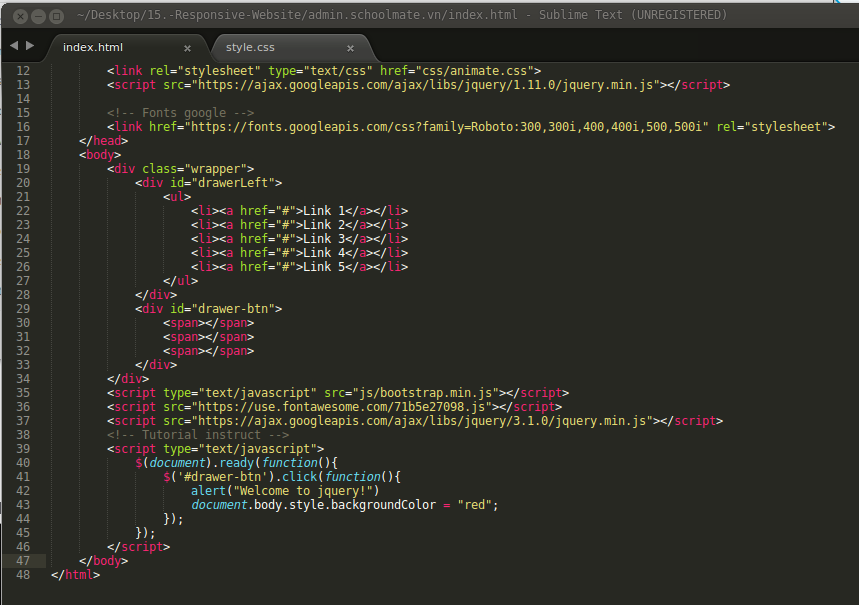 ~/Desktop/15.-Responsive-Website/admin.schoolmate.vn/index.html - Sublime Text (UNREGISTERED)
index.html × style.css ×
12 <link rel="stylesheet" type="text/css" href="css/animate.css">
13 <script src="https://ajax.googleapis.com/ajax/libs/jquery/1.11.0/jquery.min.js"></script>
14
15 <!-- Fonts google -->
16 <link href="https://fonts.googleapis.com/css?family=Roboto:300,300i,400,400i,500,500i" rel="stylesheet">
17 </head>
18 <body>
19 <div class="wrapper">
20 <div id="drawerLeft">
21 <ul>
22 <li><a href="#">Link 1</a></li>
23 <li><a href="#">Link 2</a></li>
24 <li><a href="#">Link 3</a></li>
25 <li><a href="#">Link 4</a></li>
26 <li><a href="#">Link 5</a></li>
27 </ul>
28 </div>
29 <div id="drawer-btn">
30 <span></span>
31 <span></span>
32 <span></span>
33 </div>
34 </div>
35 <script type="text/javascript" src="js/bootstrap.min.js"></script>
36 <script src="https://use.fontawesome.com/71b5e27098.js"></script>
37 <script src="https://ajax.googleapis.com/ajax/libs/jquery/3.1.0/jquery.min.js"></script>
38 <!-- Tutorial instruct -->
39 <script type="text/javascript">
40 $(document).ready(function(){
41 $('#drawer-btn').click(function(){
42 alert("Welcome to jquery!")
43 document.body.style.backgroundColor = "red";
44 });
45 });
46 </script>
47 </body>
48 </html>